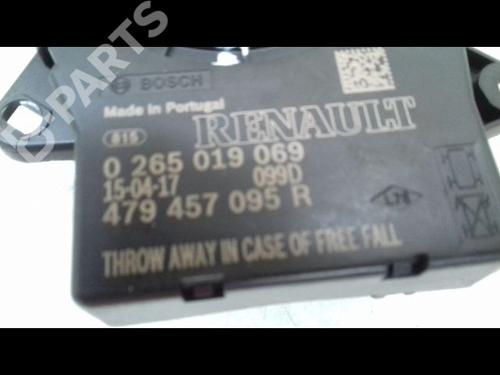 B-PARTS
BOSCH
Made in Portugal
815
RENAULT
0 265 019 069
15-04-17 099D
479 457 095 R
THROW AWAY IN CASE OF FREE FALL